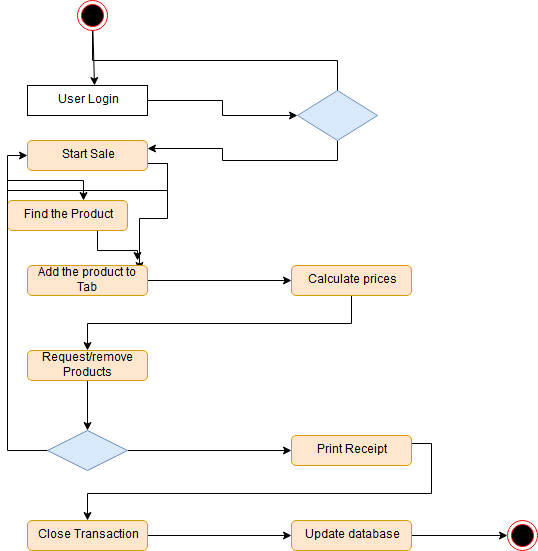 User Login
Start Sale
Find the Product
Add the product to
Tab
Calculate prices
Request/remove
Products
Print Receipt
Close Transaction
Update database